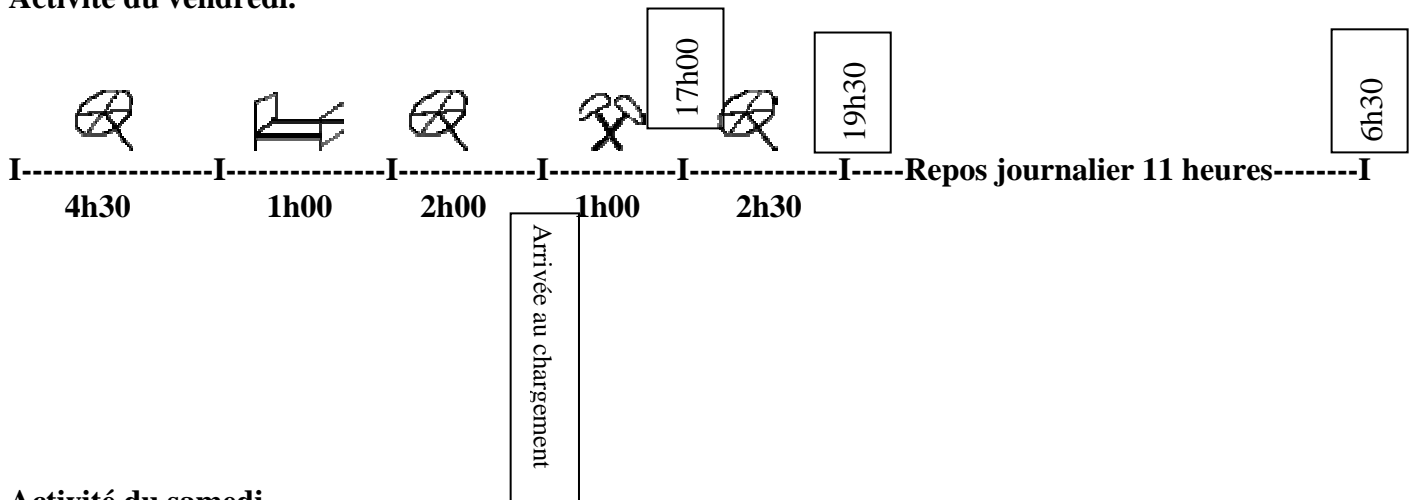 Activité du vendredi.
17h00
19h30
6h30
I------------------I---------------I--------------I------------I--------------I-----Repos journalier 11 heures--------I
4h30 1h00 2h00 1h00 2h30
Arrivée au chargement
Activité du samedi